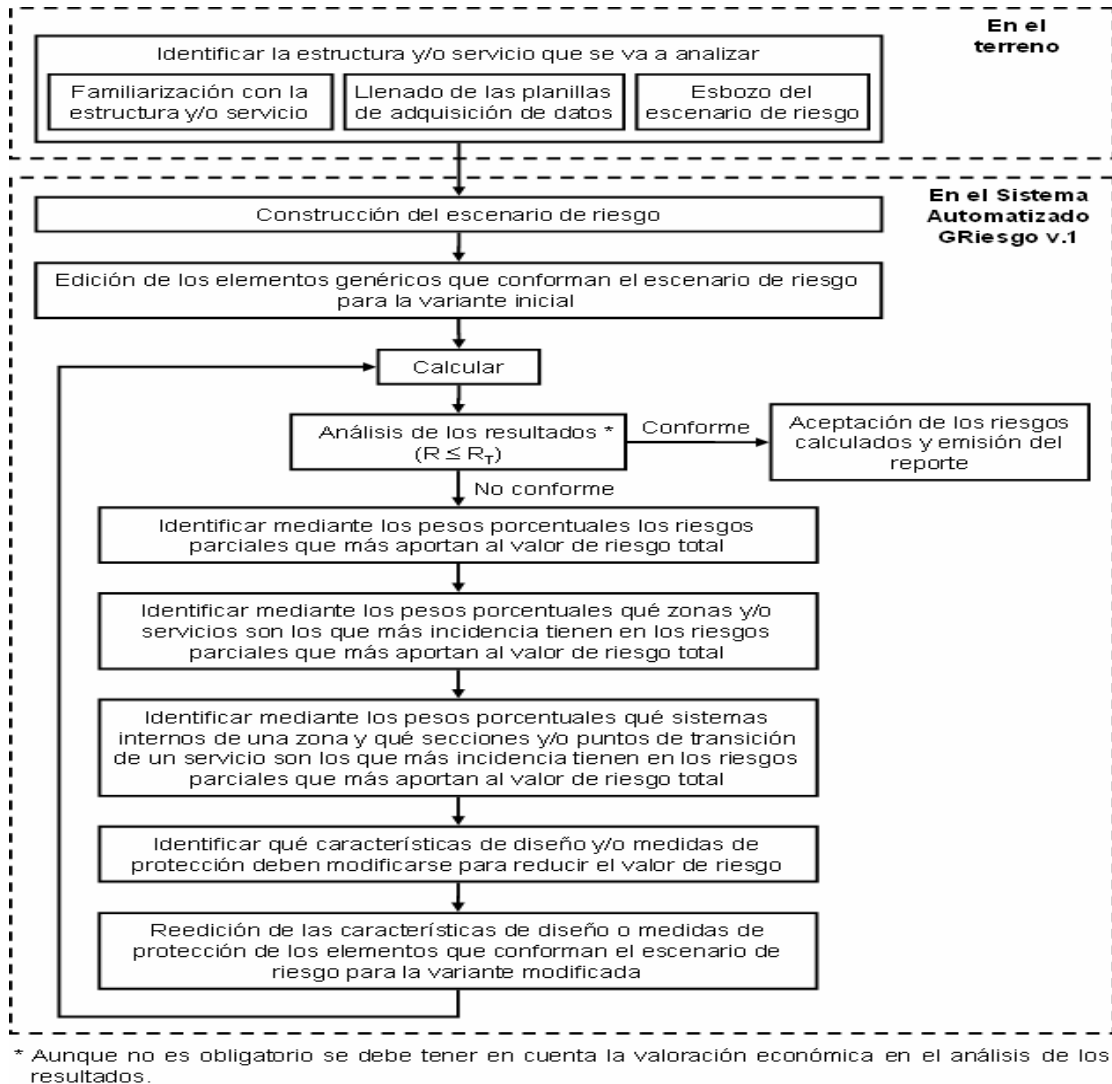 En el
terreno
Identificar la estructura y/o servicio que se va a analizar
Familiarización con la
estructura y/o servicio
Llenado de las planillas
de adquisición de datos
Esbozo del
escenario de riesgo
En el Sistema
Automatizado
GRiesgo v.1
Construcción del escenario de riesgo
Edición de los elementos genéricos que conforman el escenario de riesgo
para la variante inicial
Calcular
Análisis de los resultados *
(R ≤ R_T)
Conforme
Aceptación de los riesgos
calculados y emisión del
reporte
No conforme
Identificar mediante los pesos porcentuales los riesgos
parciales que más aportan al valor de riesgo total
Identificar mediante los pesos porcentuales qué zonas y/o
servicios son los que más incidencia tienen en los riesgos
parciales que más aportan al valor de riesgo total
Identificar mediante los pesos porcentuales qué sistemas
internos de una zona y qué secciones y/o puntos de transición
de un servicio son los que más incidencia tienen en los riesgos
parciales que más aportan al valor de riesgo total
Identificar qué características de diseño y/o medidas de
protección deben modificarse para reducir el valor de riesgo
Reedición de las características de diseño o medidas de
protección de los elementos que conforman el escenario de
riesgo para la variante modificada
* Aunque no es obligatorio se debe tener en cuenta la valoración económica en el análisis de los
resultados.